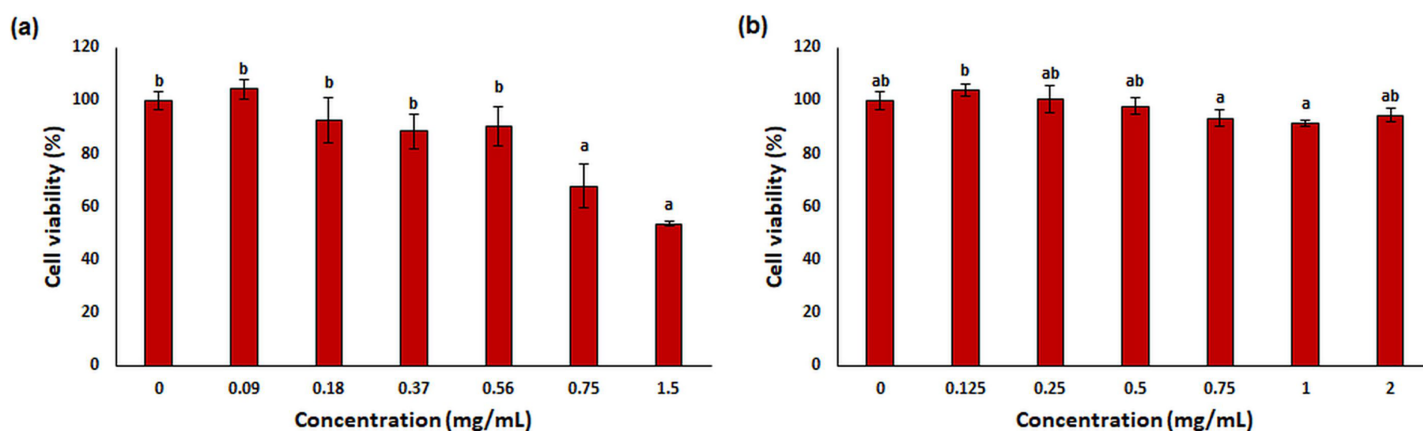 (a)
120
100
80
60
40
20
0
Cell viability (%)
b
b
b
b
b
a
a
0 0.09 0.18 0.37 0.56 0.75 1.5
Concentration (mg/mL)
(b)
120
100
80
60
40
20
0
Cell viability (%)
ab
b
ab
ab
a
a
ab
0 0.125 0.25 0.5 0.75 1 2
Concentration (mg/mL)